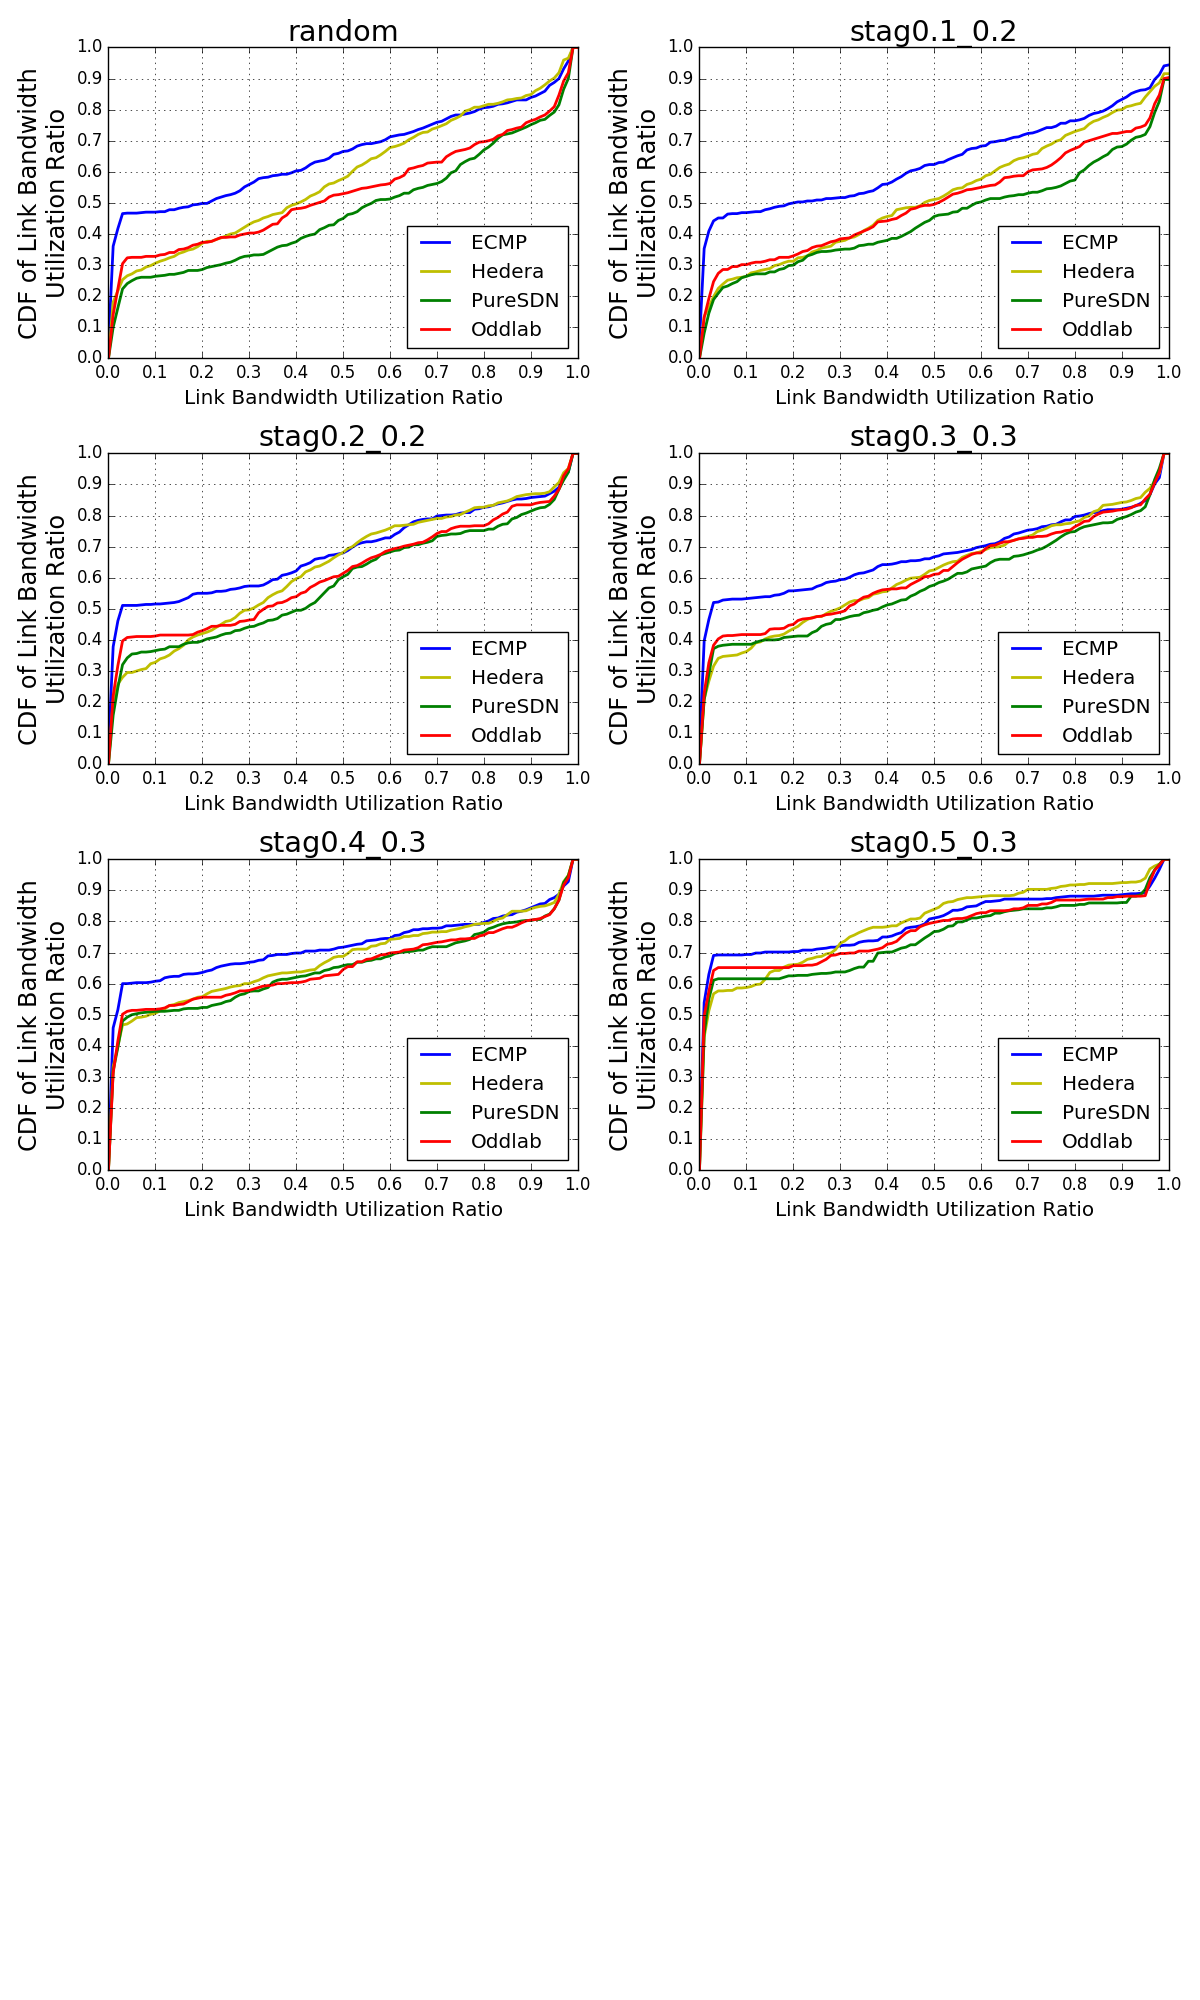 random
CDF of Link Bandwidth
Utilization Ratio
1.0
0.9
0.8
0.7
0.6
0.5
0.4
0.3
0.2
0.1
0.0
ECMP
Hedera
PureSDN
Oddlab
0.0 0.1 0.2 0.3 0.4 0.5 0.6 0.7 0.8 0.9 1.0
Link Bandwidth Utilization Ratio
stag0.1_0.2
CDF of Link Bandwidth
Utilization Ratio
1.0
0.9
0.8
0.7
0.6
0.5
0.4
0.3
0.2
0.1
0.0
ECMP
Hedera
PureSDN
Oddlab
0.0 0.1 0.2 0.3 0.4 0.5 0.6 0.7 0.8 0.9 1.0
Link Bandwidth Utilization Ratio
stag0.2_0.2
CDF of Link Bandwidth
Utilization Ratio
1.0
0.9
0.8
0.7
0.6
0.5
0.4
0.3
0.2
0.1
0.0
ECMP
Hedera
PureSDN
Oddlab
0.0 0.1 0.2 0.3 0.4 0.5 0.6 0.7 0.8 0.9 1.0
Link Bandwidth Utilization Ratio
stag0.3_0.3
CDF of Link Bandwidth
Utilization Ratio
1.0
0.9
0.8
0.7
0.6
0.5
0.4
0.3
0.2
0.1
0.0
ECMP
Hedera
PureSDN
Oddlab
0.0 0.1 0.2 0.3 0.4 0.5 0.6 0.7 0.8 0.9 1.0
Link Bandwidth Utilization Ratio
stag0.4_0.3
CDF of Link Bandwidth
Utilization Ratio
1.0
0.9
0.8
0.7
0.6
0.5
0.4
0.3
0.2
0.1
0.0
ECMP
Hedera
PureSDN
Oddlab
0.0 0.1 0.2 0.3 0.4 0.5 0.6 0.7 0.8 0.9 1.0
Link Bandwidth Utilization Ratio
stag0.5_0.3
CDF of Link Bandwidth
Utilization Ratio
1.0
0.9
0.8
0.7
0.6
0.5
0.4
0.3
0.2
0.1
0.0
ECMP
Hedera
PureSDN
Oddlab
0.0 0.1 0.2 0.3 0.4 0.5 0.6 0.7 0.8 0.9 1.0
Link Bandwidth Utilization Ratio